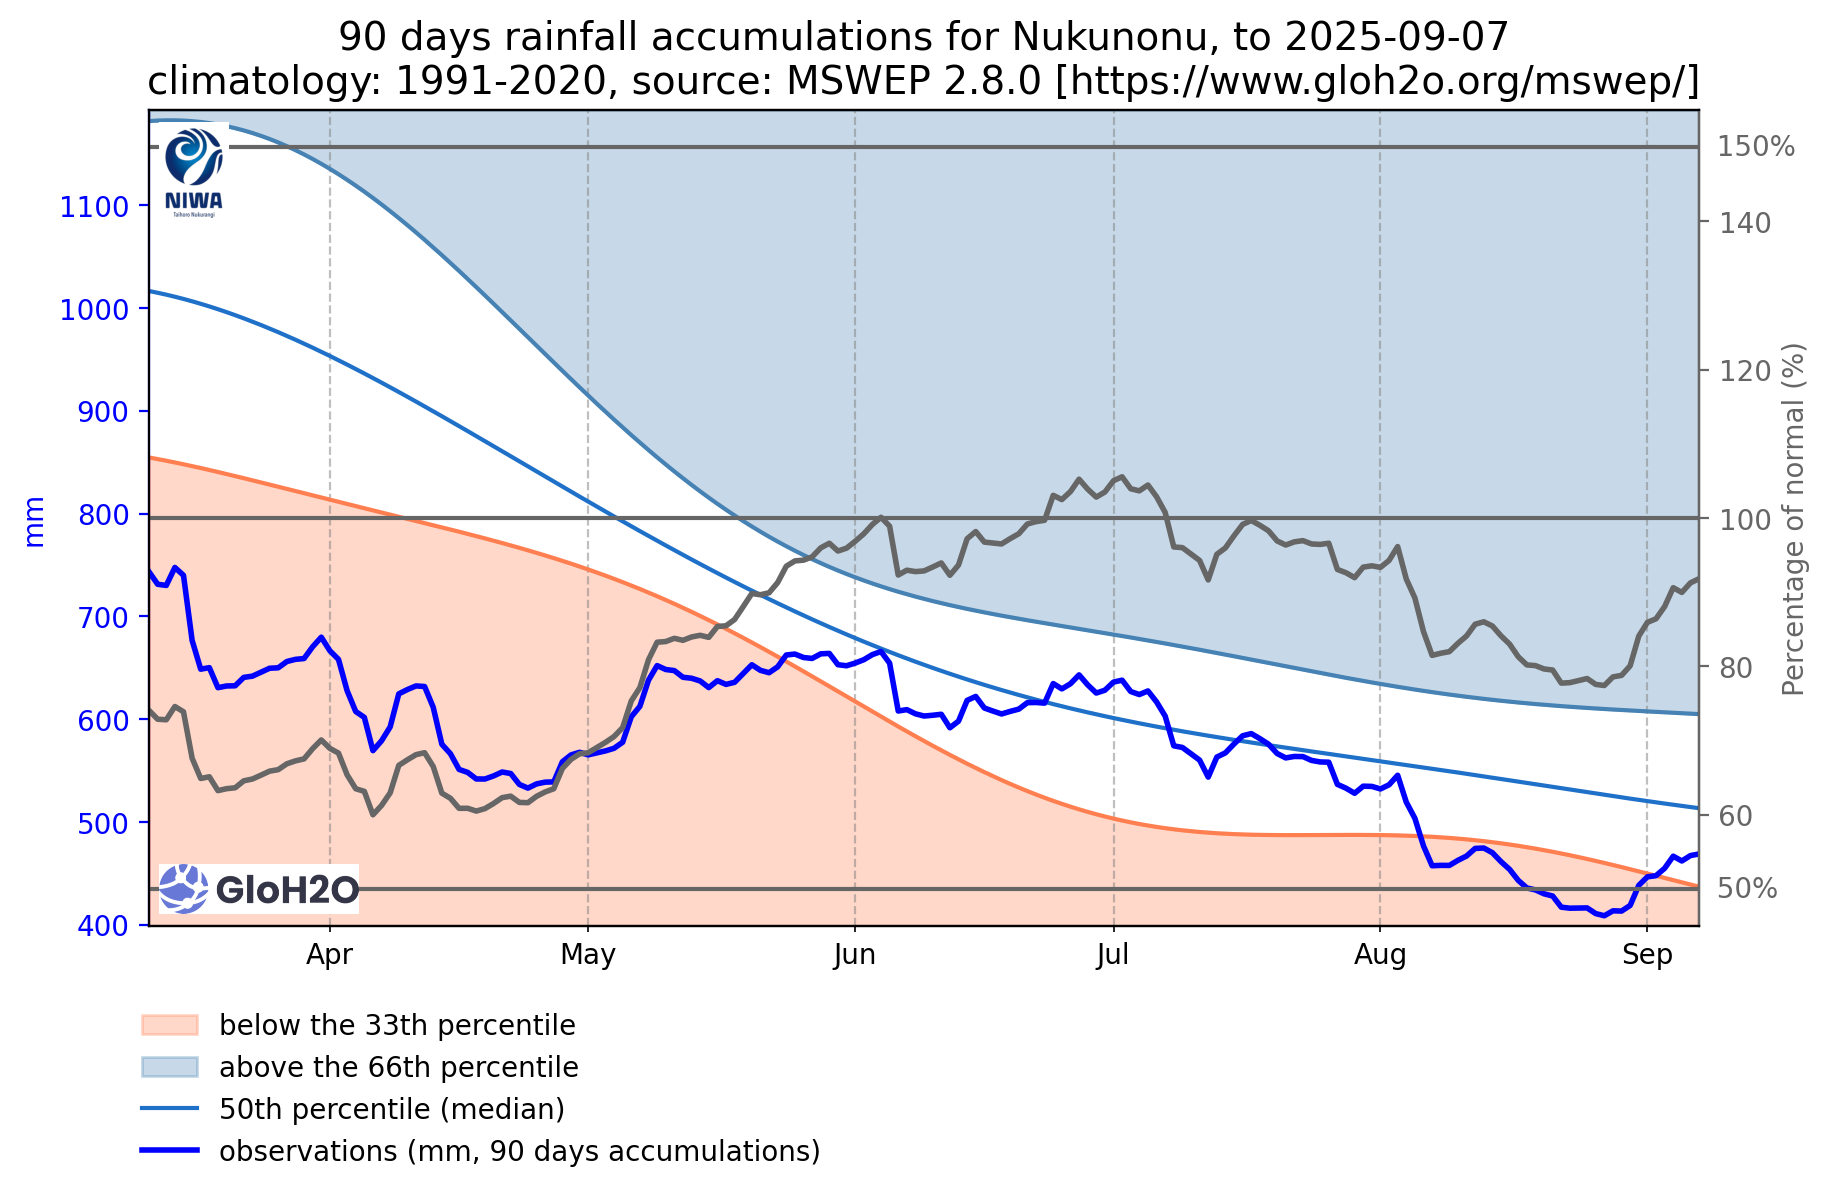 90 days rainfall accumulations for Nukunonu, to 2025-09-07
climatology: 1991-2020, source: MSWEP 2.8.0 [https://www.gloh2o.org/mswep/]
NIWA
Taihoro Nukurangi
150%
1100
140
1000
120
900
mm
800
100
Percentage of normal (%)
700
80
600
500
60
GloH2O
50%
400
Apr
May
Jun
Jul
Aug
Sep
below the 33th percentile
above the 66th percentile
50th percentile (median)
observations (mm, 90 days accumulations)